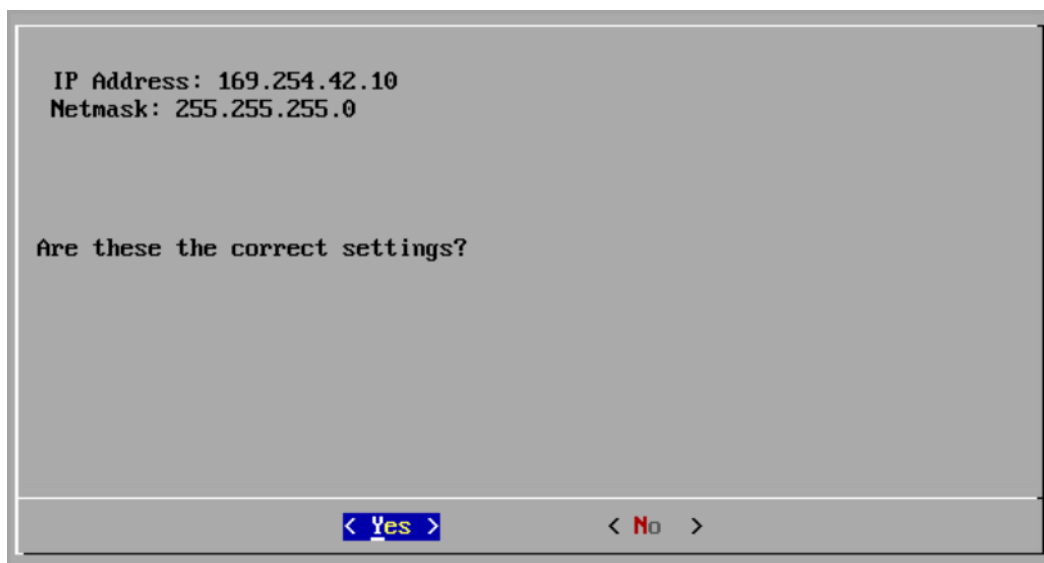 IP Address: 169.254.42.10
Netmask: 255.255.255.0
Are these the correct settings?
< Yes > < No >